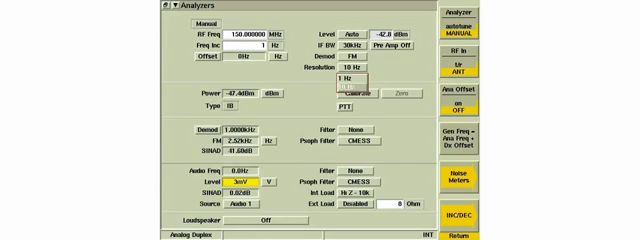 Analyzers
Manual
RF Freq 150.000000 MHz Level Auto -42.8 dBm
Freq Inc 1 Hz IF BW 30kHz Pre Amp Off
Offset 0Hz Hz Demod FM
Resolution 10 Hz
1 Hz
Power -47.4dBm dBm Calibrate Zero
Type IB PTT
Demod 1.0000kHz Filter None
FM 2.52kHz Hz Psoph Filter CMESS
SINAD 41.60dB
Audio Freq 0.0Hz Filter None
Level 3mV V Psoph Filter CMESS
SINAD 0.02dB Int Load Hi Z - 10k
Source Audio 1 Ext Load Disabled 8 Ohm
Loudspeaker Off
Analog Duplex INT Return
Analyzer
autotune
MANUAL
RF In
t/r
ANT
Ana Offset
on
OFF
Gen Freq =
Ana Freq +
Dx Offset
Noise
Meters
INC/DEC